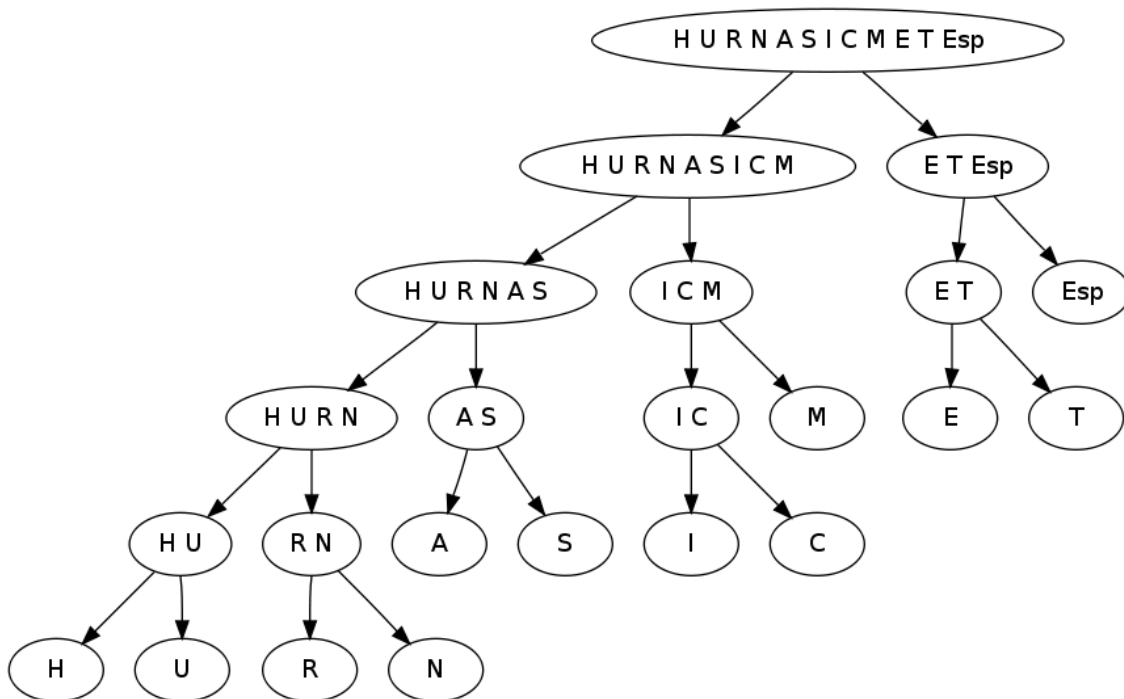 H U R N A S I C M E T Esp
H U R N A S I C M
E T Esp
H U R N A S
I C M
E T
Esp
H U R N
A S
I C
M
E
T
H U
R N
A
S
I
C
H
U
R
N